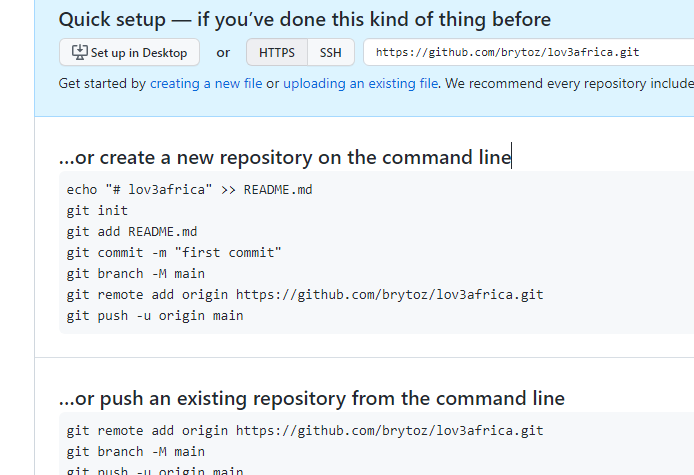 Quick setup — if you’ve done this kind of thing before
Set up in Desktop or HTTPS SSH https://github.com/brytoz/lov3africa.git
Get started by creating a new file or uploading an existing file. We recommend every repository include
…or create a new repository on the command line
echo "# lov3africa" >> README.md
git init
git add README.md
git commit -m "first commit"
git branch -M main
git remote add origin https://github.com/brytoz/lov3africa.git
git push -u origin main
…or push an existing repository from the command line
git remote add origin https://github.com/brytoz/lov3africa.git
git branch -M main
git push -u origin main